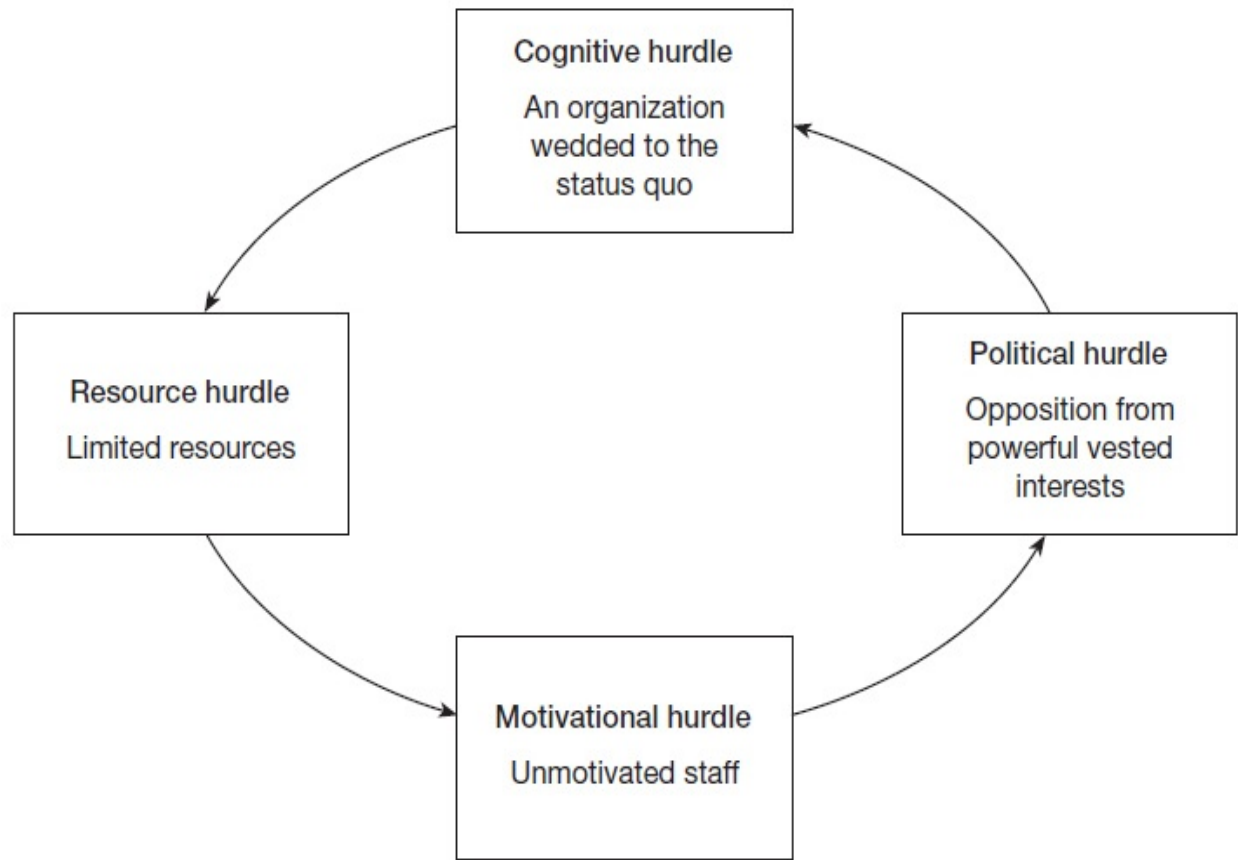 Cognitive hurdle
An organization
wedded to the
status quo
Resource hurdle
Limited resources
Political hurdle
Opposition from
powerful vested
interests
Motivational hurdle
Unmotivated staff